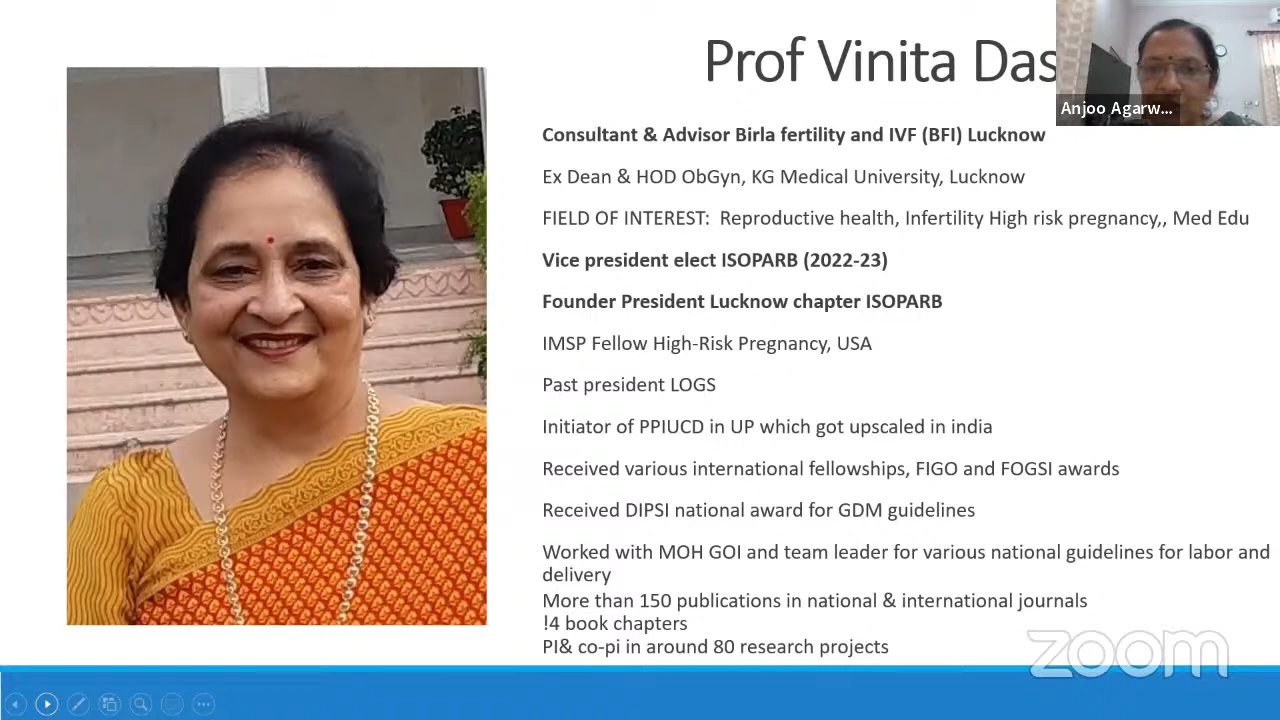 Prof Vinita Das
Anjoo Agarw...
Consultant & Advisor Birla fertility and IVF (BFI) Lucknow
Ex Dean & HOD ObGyn, KG Medical University, Lucknow
FIELD OF INTEREST:  Reproductive health, Infertility High risk pregnancy,, Med Edu
Vice president elect ISOPARB (2022-23)
Founder President Lucknow chapter ISOPARB
IMSP Fellow High-Risk Pregnancy, USA
Past president LOGS
Initiator of PPIUCD in UP which got upscaled in india
Received various international fellowships, FIGO and FOGSI awards
Received DIPSI national award for GDM guidelines
Worked with MOH GOI and team leader for various national guidelines for labor and
delivery
More than 150 publications in national & international journals
!4 book chapters
PI& co-pi in around 80 research projects
zoom